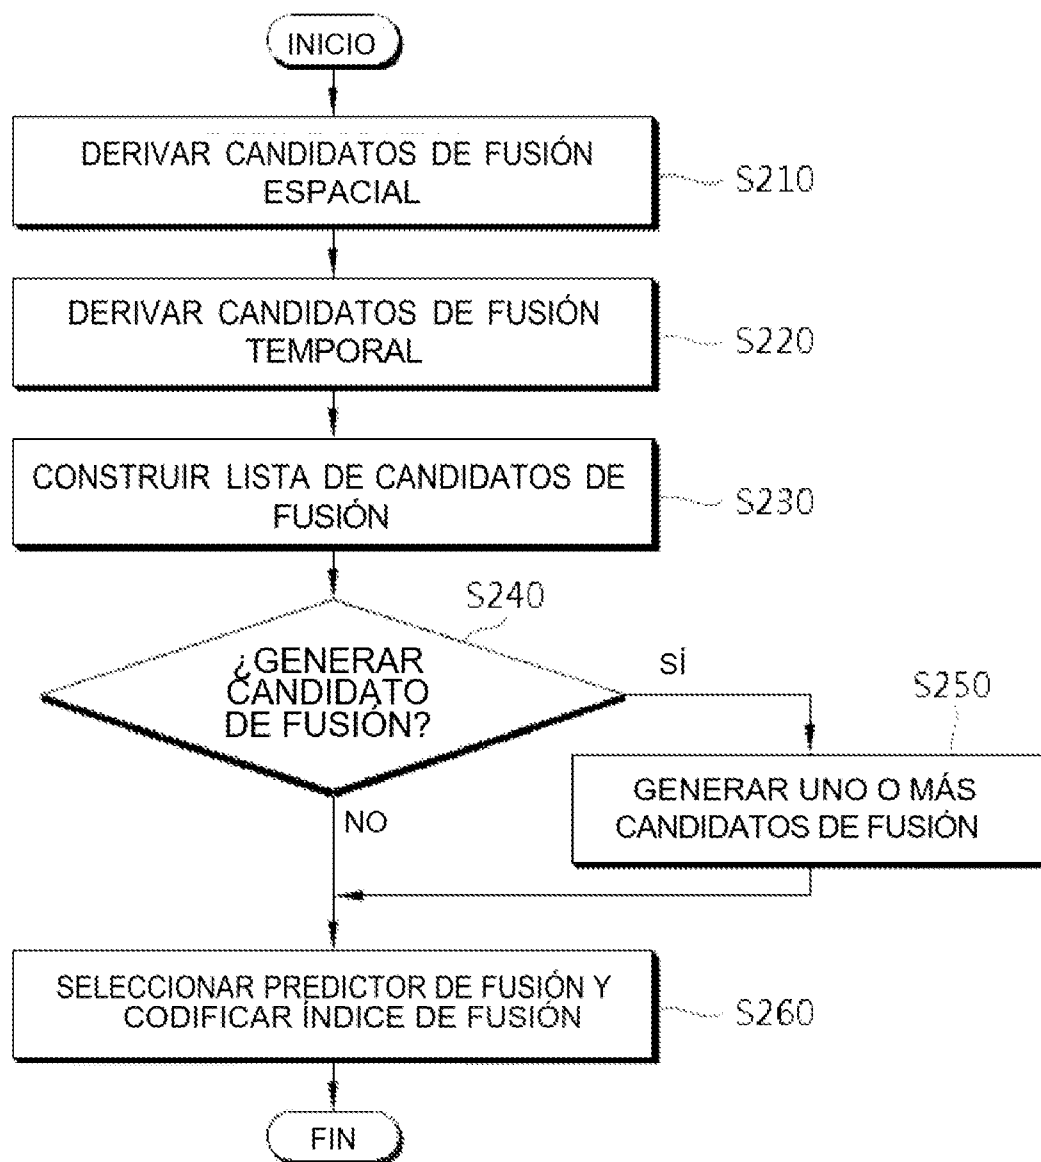 INICIO
DERIVAR CANDIDATOS DE FUSIÓN
ESPACIAL
S210
DERIVAR CANDIDATOS DE FUSIÓN
TEMPORAL
S220
CONSTRUIR LISTA DE CANDIDATOS DE
FUSIÓN
S230
S240
¿GENERAR
CANDIDATO
DE FUSIÓN?
SÍ
S250
GENERAR UNO O MÁS
CANDIDATOS DE FUSIÓN
NO
SELECCIONAR PREDICTOR DE FUSIÓN Y
CODIFICAR ÍNDICE DE FUSIÓN
S260
FIN